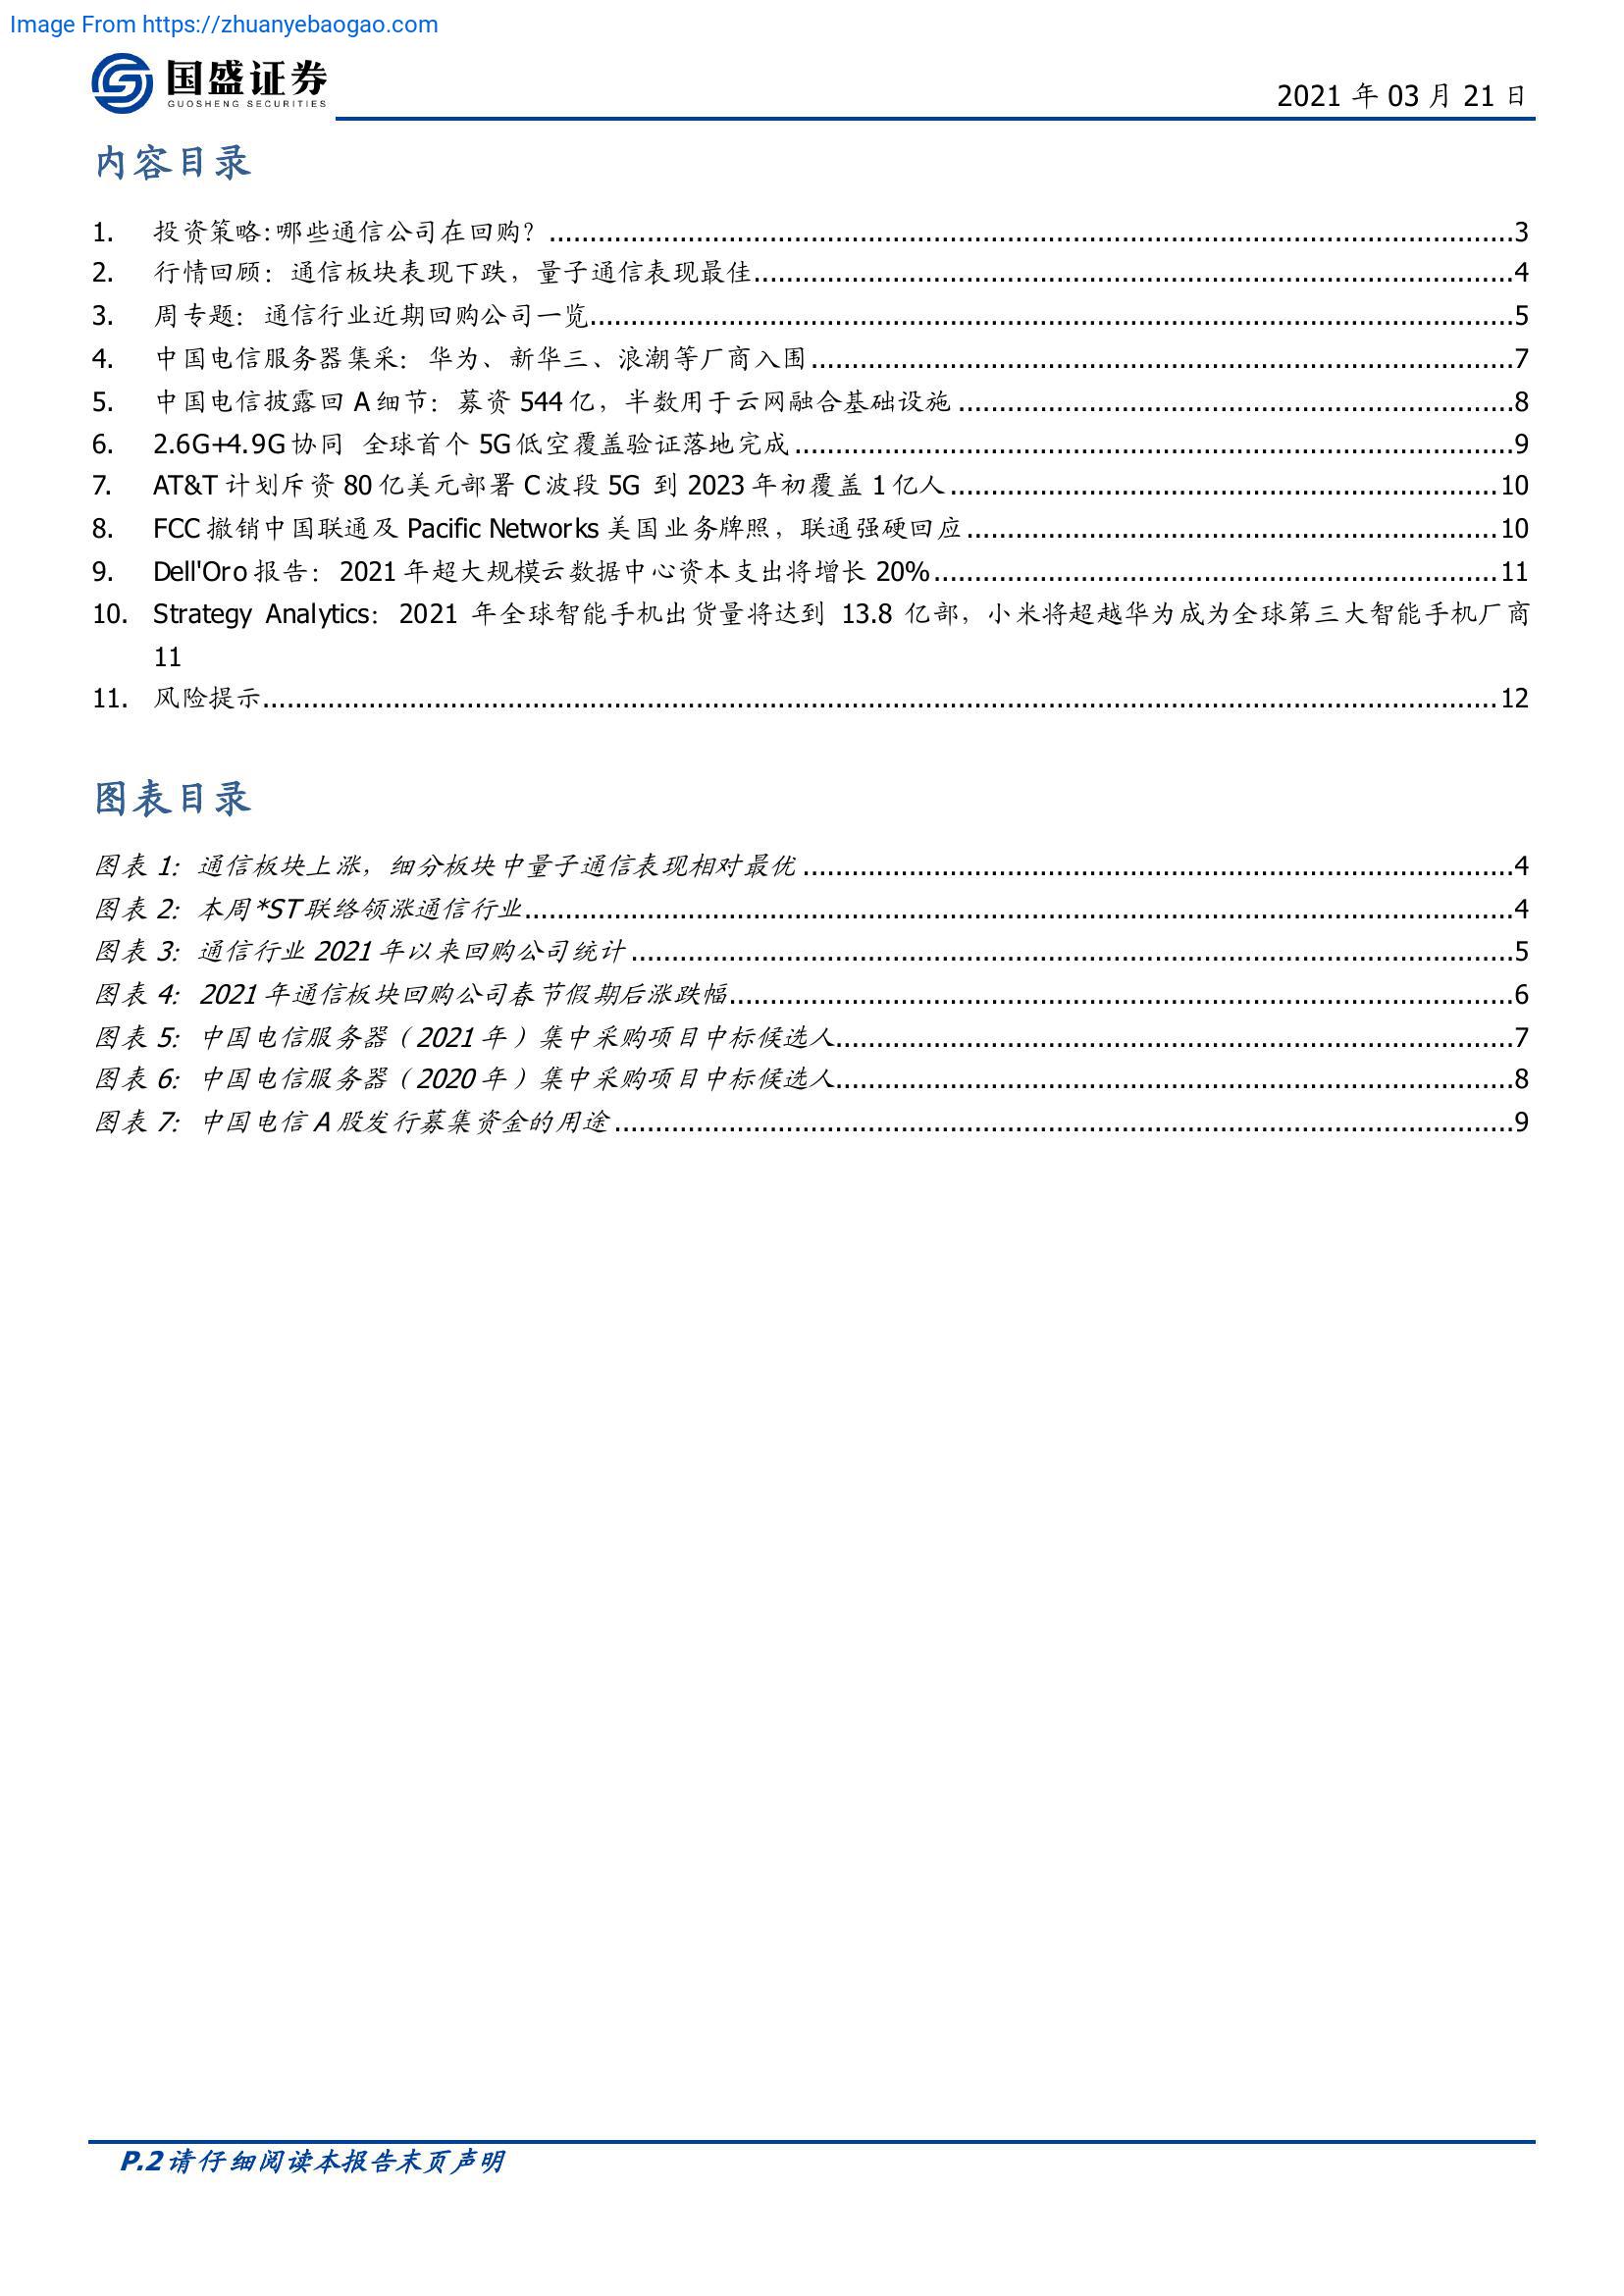 Image From https://zhuanyebaogao.com
国盛证券
GUOSHENG SECURITIES
2021 年 03 月 21 日
内容目录
1. 投资策略:哪些通信公司在回购？...3
2. 行情回顾：通信板块表现下跌，量子通信表现最佳...4
3. 周专题：通信行业近期回购公司一览...5
4. 中国电信服务器集采：华为、新华三、浪潮等厂商入围...7
5. 中国电信披露回 A 细节：募资 544 亿，半数用于云网融合基础设施...8
6. 2.6G+4.9G 协同 全球首个 5G 低空覆盖验证落地完成...9
7. AT&T 计划斥资 80 亿美元部署 C 波段 5G 到 2023 年初覆盖 1 亿人...10
8. FCC 撤销中国联通及 Pacific Networks 美国业务牌照，联通强硬回应...10
9. Dell'Oro 报告：2021 年超大规模云数据中心资本支出将增长 20%...11
10. Strategy Analytics：2021 年全球智能手机出货量将达到 13.8 亿部，小米将超越华为成为全球第三大智能手机厂商
11
11. 风险提示...12
图表目录
图表 1：通信板块上涨，细分板块中量子通信表现相对最优...4
图表 2：本周*ST 联络领涨通信行业...4
图表 3：通信行业 2021 年以来回购公司统计...5
图表 4：2021 年通信板块回购公司春节假期后涨跌幅...6
图表 5：中国电信服务器（2021 年）集中采购项目中标候选人...7
图表 6：中国电信服务器（2020 年）集中采购项目中标候选人...8
图表 7：中国电信 A 股发行募集资金的用途...9
P.2 请仔细阅读本报告末页声明